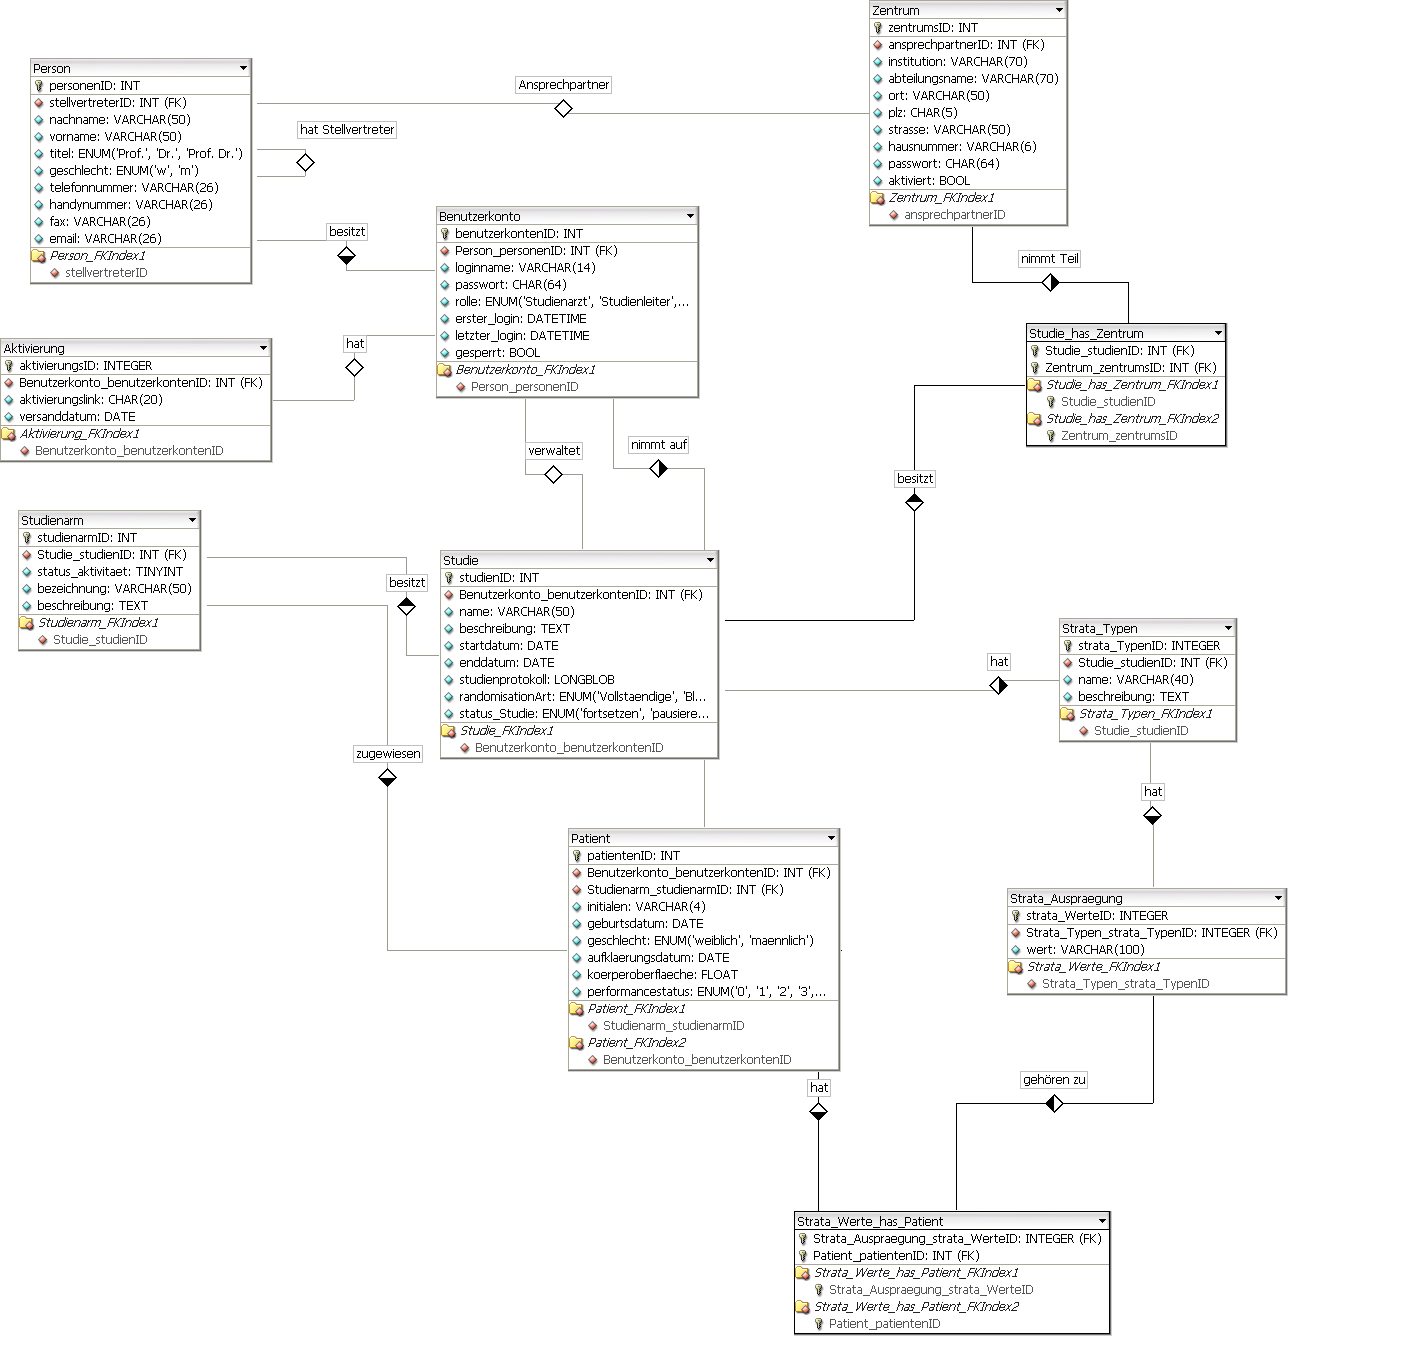 Zentrum
zentrumsID: INT
ansprechpartnerID: INT (FK)
institution: VARCHAR(70)
abteilungsname: VARCHAR(70)
ort: VARCHAR(50)
plz: CHAR(5)
strasse: VARCHAR(50)
hausnummer: VARCHAR(6)
passwort: CHAR(64)
aktiviert: BOOL
Zentrum_FKIndex1
ansprechpartnerID
Person
personenID: INT
stellvertreterID: INT (FK)
nachname: VARCHAR(50)
vorname: VARCHAR(50)
titel: ENUM('Prof.', 'Dr.', 'Prof. Dr.')
geschlecht: ENUM('w', 'm')
telefonnummer: VARCHAR(26)
handynummer: VARCHAR(26)
fax: VARCHAR(26)
email: VARCHAR(26)
Person_FKIndex1
stellvertreterID
Ansprechpartner
hat Stellvertreter
besitzt
Benutzerkonto
benutzerkontenID: INT
Person_personenID: INT (FK)
loginname: VARCHAR(14)
passwort: CHAR(64)
rolle: ENUM('Studienarzt', 'Studienleiter',...
erster_login: DATETIME
letzter_login: DATETIME
gesperrt: BOOL
Benutzerkonto_FKIndex1
Person_personenID
nimmt Teil
Studie_has_Zentrum
Studie_studienID: INT (FK)
Zentrum_zentrumsID: INT (FK)
Studie_has_Zentrum_FKIndex1
Studie_studienID
Studie_has_Zentrum_FKIndex2
Zentrum_zentrumsID
hat
Aktivierung
aktivierungsID: INTEGER
Benutzerkonto_benutzerkontenID: INT (FK)
aktivierungslink: CHAR(20)
versanddatum: DATE
Aktivierung_FKIndex1
Benutzerkonto_benutzerkontenID
verwaltet
nimmt auf
besitzt
Studienarm
studienarmID: INT
Studie_studienID: INT (FK)
status_aktivitaet: TINYINT
bezeichnung: VARCHAR(50)
beschreibung: TEXT
Studienarm_FKIndex1
Studie_studienID
besitzt
Studie
studienID: INT
Benutzerkonto_benutzerkontenID: INT (FK)
name: VARCHAR(50)
beschreibung: TEXT
startdatum: DATE
enddatum: DATE
studienprotokoll: LONGBLOB
randomisationArt: ENUM('Vollstaendige', 'Bl...
status_Studie: ENUM('fortsetzen', 'pausiere...
Studie_FKIndex1
Benutzerkonto_benutzerkontenID
hat
Strata_Typen
strata_TypenID: INTEGER
Studie_studienID: INT (FK)
name: VARCHAR(40)
beschreibung: TEXT
Strata_Typen_FKIndex1
Studie_studienID
zugewiesen
hat
Patient
patientenID: INT
Benutzerkonto_benutzerkontenID: INT (FK)
Studienarm_studienarmID: INT (FK)
initialen: VARCHAR(4)
geburtsdatum: DATE
geschlecht: ENUM('weiblich', 'maennlich')
aufklaerungsdatum: DATE
koerperoberflaeche: FLOAT
performancestatus: ENUM('0', '1', '2', '3',...
Patient_FKIndex1
Studienarm_studienarmID
Patient_FKIndex2
Benutzerkonto_benutzerkontenID
Strata_Auspraegung
strata_WerteID: INTEGER
Strata_Typen_strata_TypenID: INTEGER (FK)
wert: VARCHAR(100)
Strata_Werte_FKIndex1
Strata_Typen_strata_TypenID
hat
gehören zu
Strata_Werte_has_Patient
Strata_Auspraegung_strata_WerteID: INTEGER (FK)
Patient_patientenID: INT (FK)
Strata_Werte_has_Patient_FKIndex1
Strata_Auspraegung_strata_WerteID
Strata_Werte_has_Patient_FKIndex2
Patient_patientenID